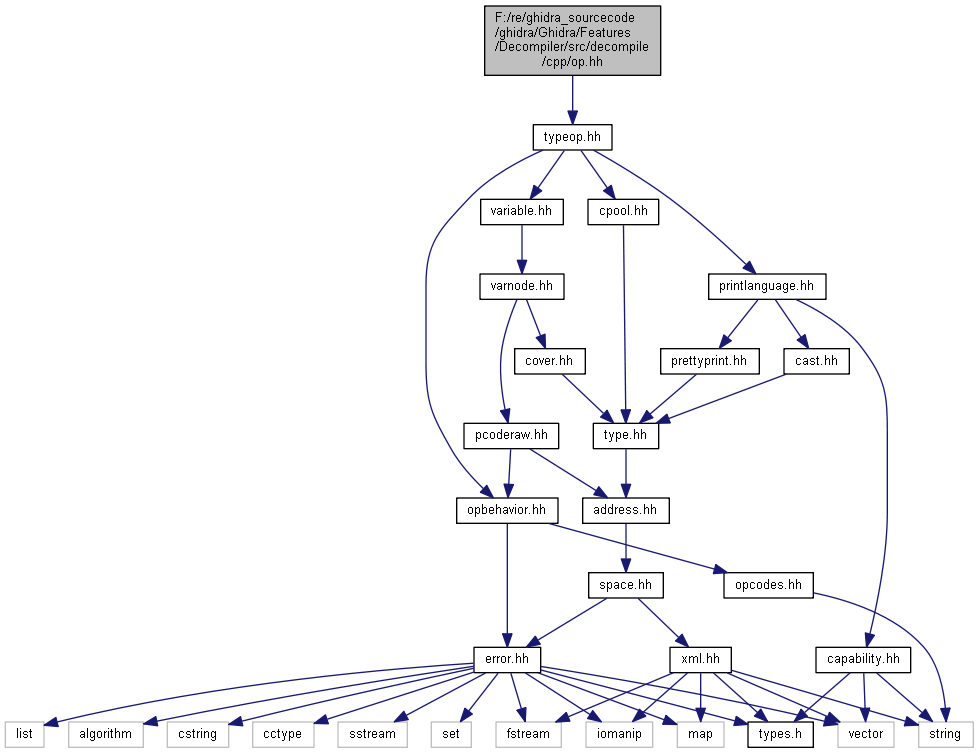 F:/re/ghidra_sourcecode
/ghidra/Ghidra/Features
/Decompiler/src/decompile
/cpp/op.hh
typeop.hh
variable.hh
cpool.hh
varnode.hh
printlanguage.hh
cover.hh
prettyprint.hh
cast.hh
pcoderaw.hh
type.hh
opbehavior.hh
address.hh
space.hh
opcodes.hh
error.hh
xml.hh
capability.hh
list
algorithm
cstring
cctype
sstream
set
fstream
iomanip
map
types.h
vector
string